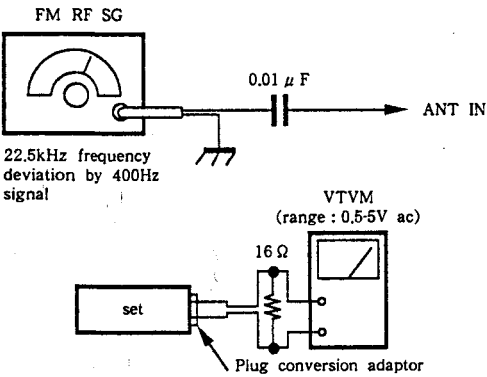 FM RF SG
0.01 μF
ANT IN
22.5kHz frequency
deviation by 400Hz
signal
VTVM
(range : 0.5-5V ac)
16 Ω
set
Plug conversion adaptor